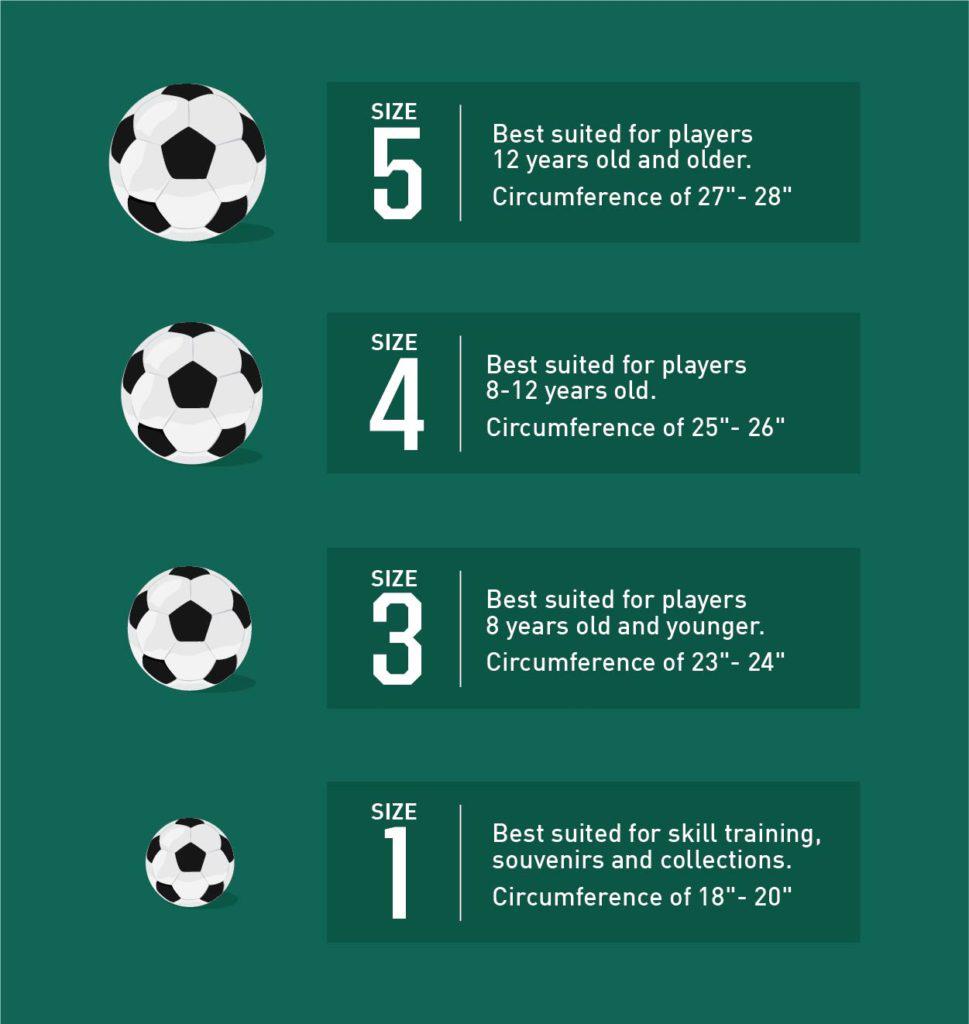 SIZE
5
Best suited for players
12 years old and older.
Circumference of 27"- 28"
SIZE
4
Best suited for players
8-12 years old.
Circumference of 25"- 26"
SIZE
3
Best suited for players
8 years old and younger.
Circumference of 23"- 24"
SIZE
1
Best suited for skill training,
souvenirs and collections.
Circumference of 18"- 20"